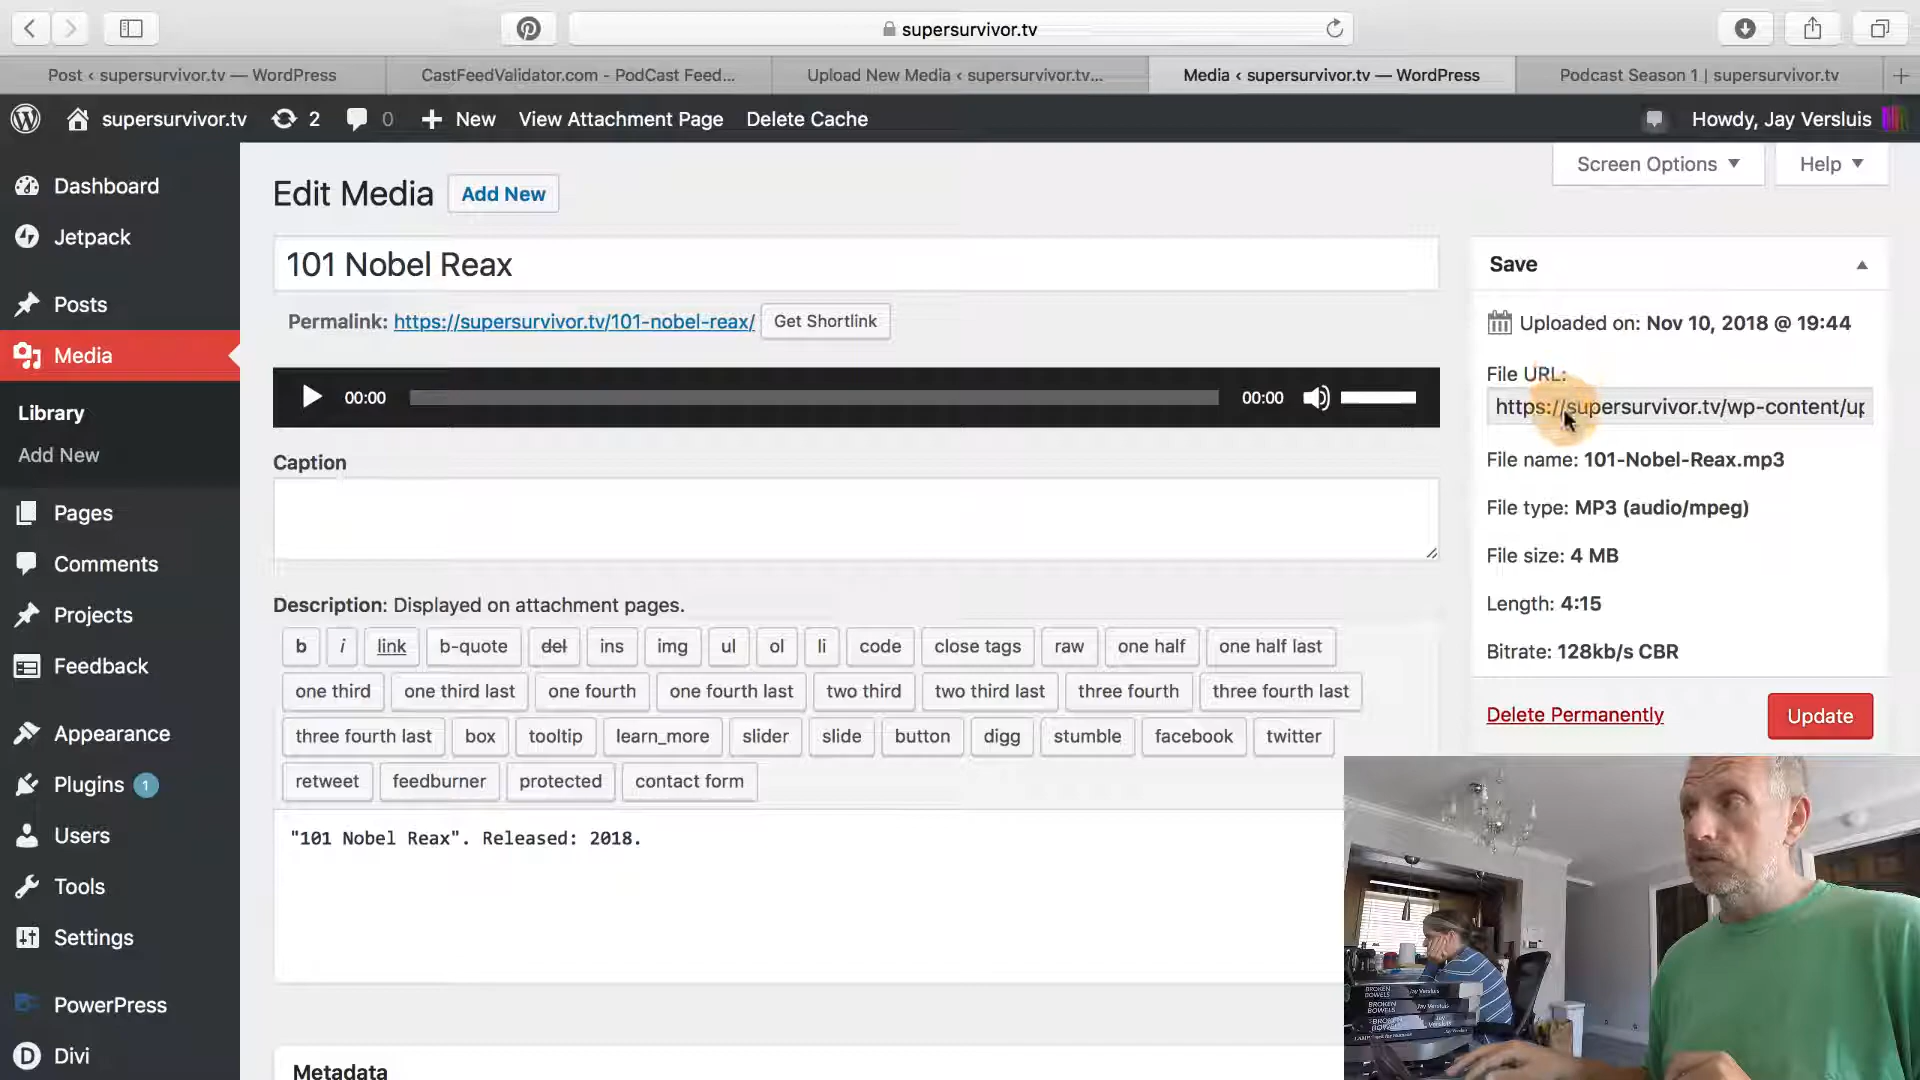 supersurvivor.tv
Post ‹ supersurvivor.tv — WordPress
CastFeedValidator.com - PodCast Feed...
Upload New Media ‹ supersurvivor.tv...
Media ‹ supersurvivor.tv — WordPress
Podcast Season 1 | supersurvivor.tv
supersurvivor.tv 2 0 New View Attachment Page Delete Cache
Howdy, Jay Versluis
Screen Options
Help
Dashboard
Jetpack
Posts
Media
Library
Add New
Pages
Comments
Projects
Feedback
Appearance
Plugins 1
Users
Tools
Settings
PowerPress
Divi
Edit Media Add New
101 Nobel Reax
Permalink: https://supersurvivor.tv/101-nobel-reax/ Get Shortlink
00:00 00:00
Caption
Description: Displayed on attachment pages.
b i link b-quote del ins img ul ol li code close tags raw one half one half last
one third one third last one fourth one fourth last two third two third last three fourth three fourth last
three fourth last box tooltip learn_more slider slide button digg stumble facebook twitter
retweet feedburner protected contact form
"101 Nobel Reax". Released: 2018.
Metadata
Save
Uploaded on: Nov 10, 2018 @ 19:44
File URL:
https://supersurvivor.tv/wp-content/up
File name: 101-Nobel-Reax.mp3
File type: MP3 (audio/mpeg)
File size: 4 MB
Length: 4:15
Bitrate: 128kb/s CBR
Delete Permanently Update
BROKEN BOWELS Jay Versluis
BROKEN BOWELS Jay Versluis